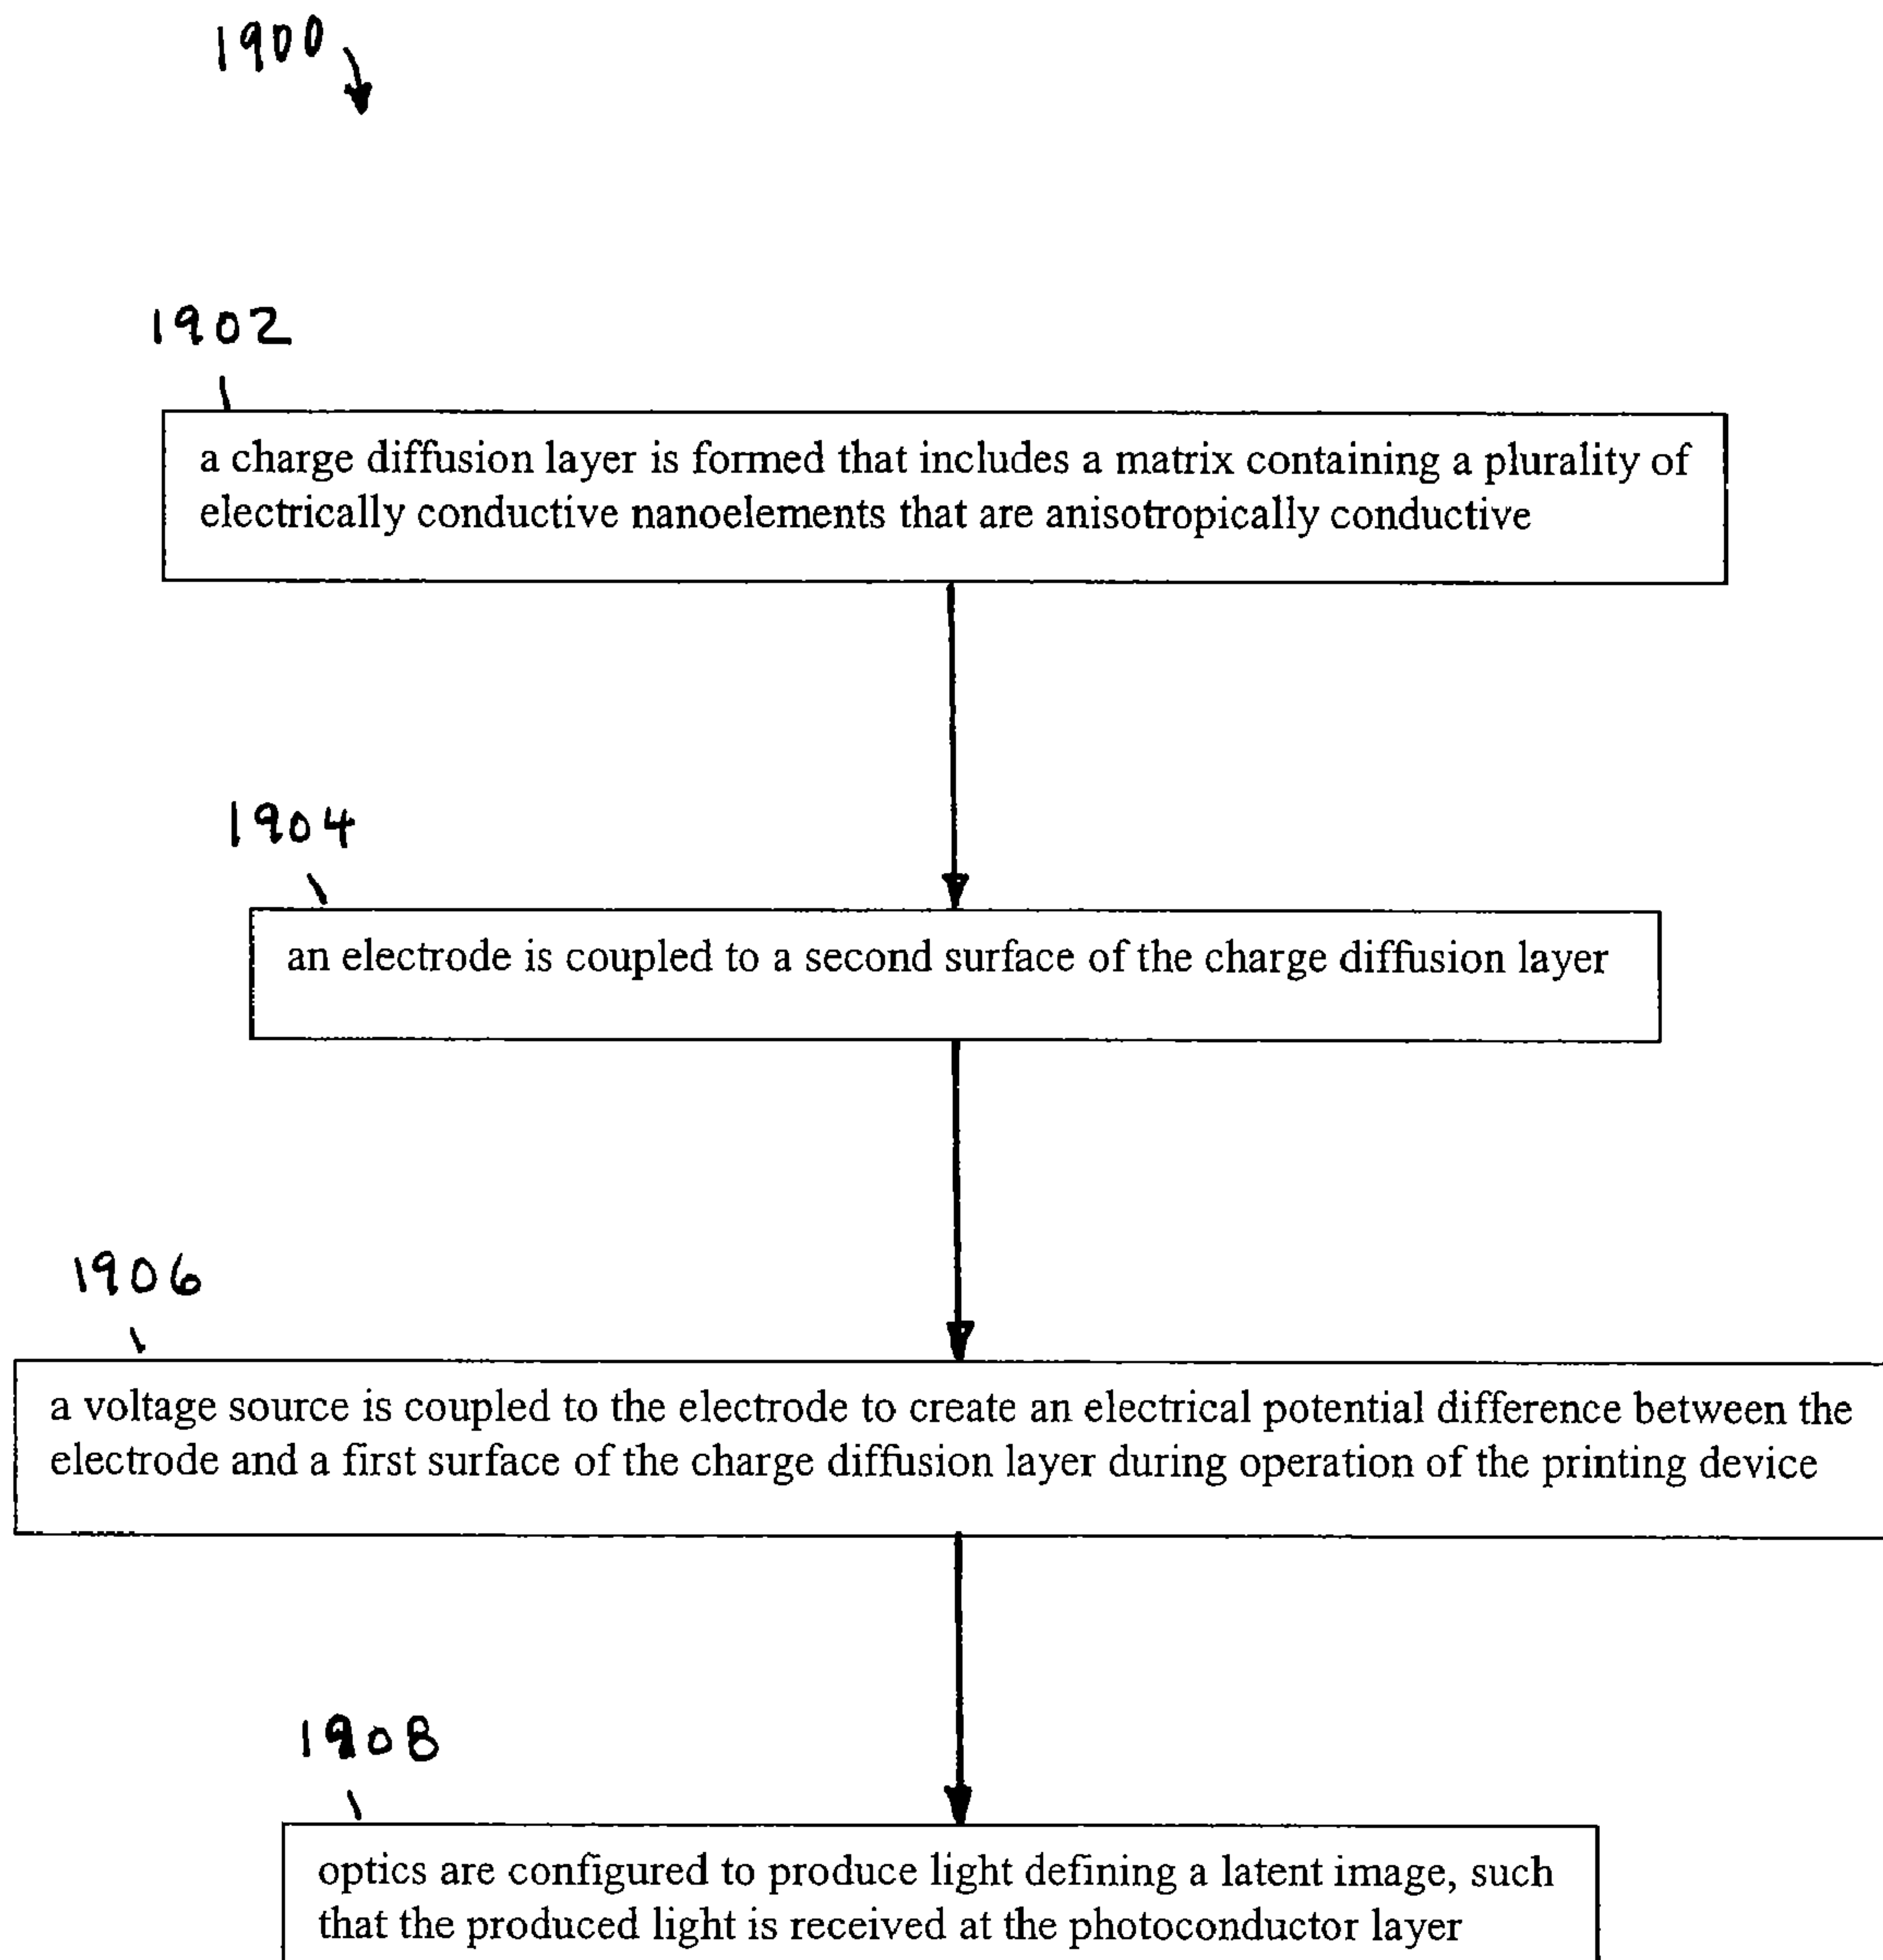 1900
1902
a charge diffusion layer is formed that includes a matrix containing a plurality of
electrically conductive nanoelements that are anisotropically conductive
1904
an electrode is coupled to a second surface of the charge diffusion layer
1906
a voltage source is coupled to the electrode to create an electrical potential difference between the
electrode and a first surface of the charge diffusion layer during operation of the printing device
1908
optics are configured to produce light defining a latent image, such
that the produced light is received at the photoconductor layer